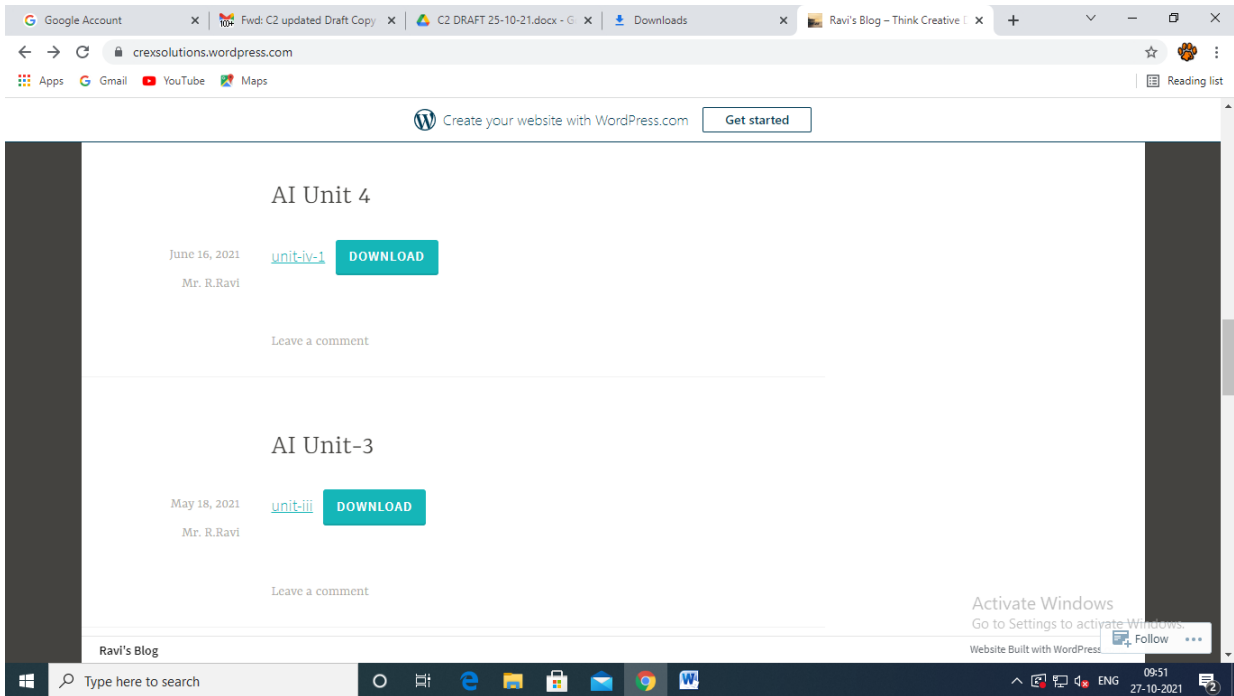 Google Account
100+
Fwd: C2 updated Draft Copy
C2 DRAFT 25-10-21.docx - G
Downloads
Ravi's Blog – Think Creative D
crexsolutions.wordpress.com
Apps
G Gmail
YouTube
Maps
Reading list
Create your website with WordPress.com
Get started
AI Unit 4
June 16, 2021
unit-iv-1
DOWNLOAD
Mr. R.Ravi
Leave a comment
AI Unit-3
May 18, 2021
unit-iii
DOWNLOAD
Mr. R.Ravi
Leave a comment
Activate Windows
Go to Settings to activate Windows.
Follow
Ravi's Blog
Website Built with WordPress
Type here to search
ENG
09:51
27-10-2021
2